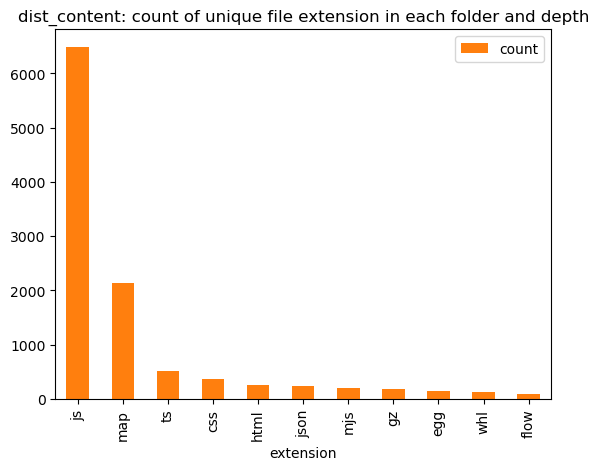 dist_content: count of unique file extension in each folder and depth
count
6000
5000
4000
3000
2000
1000
0
js
map
ts
css
html
json
mjs
gz
egg
whl
flow
extension